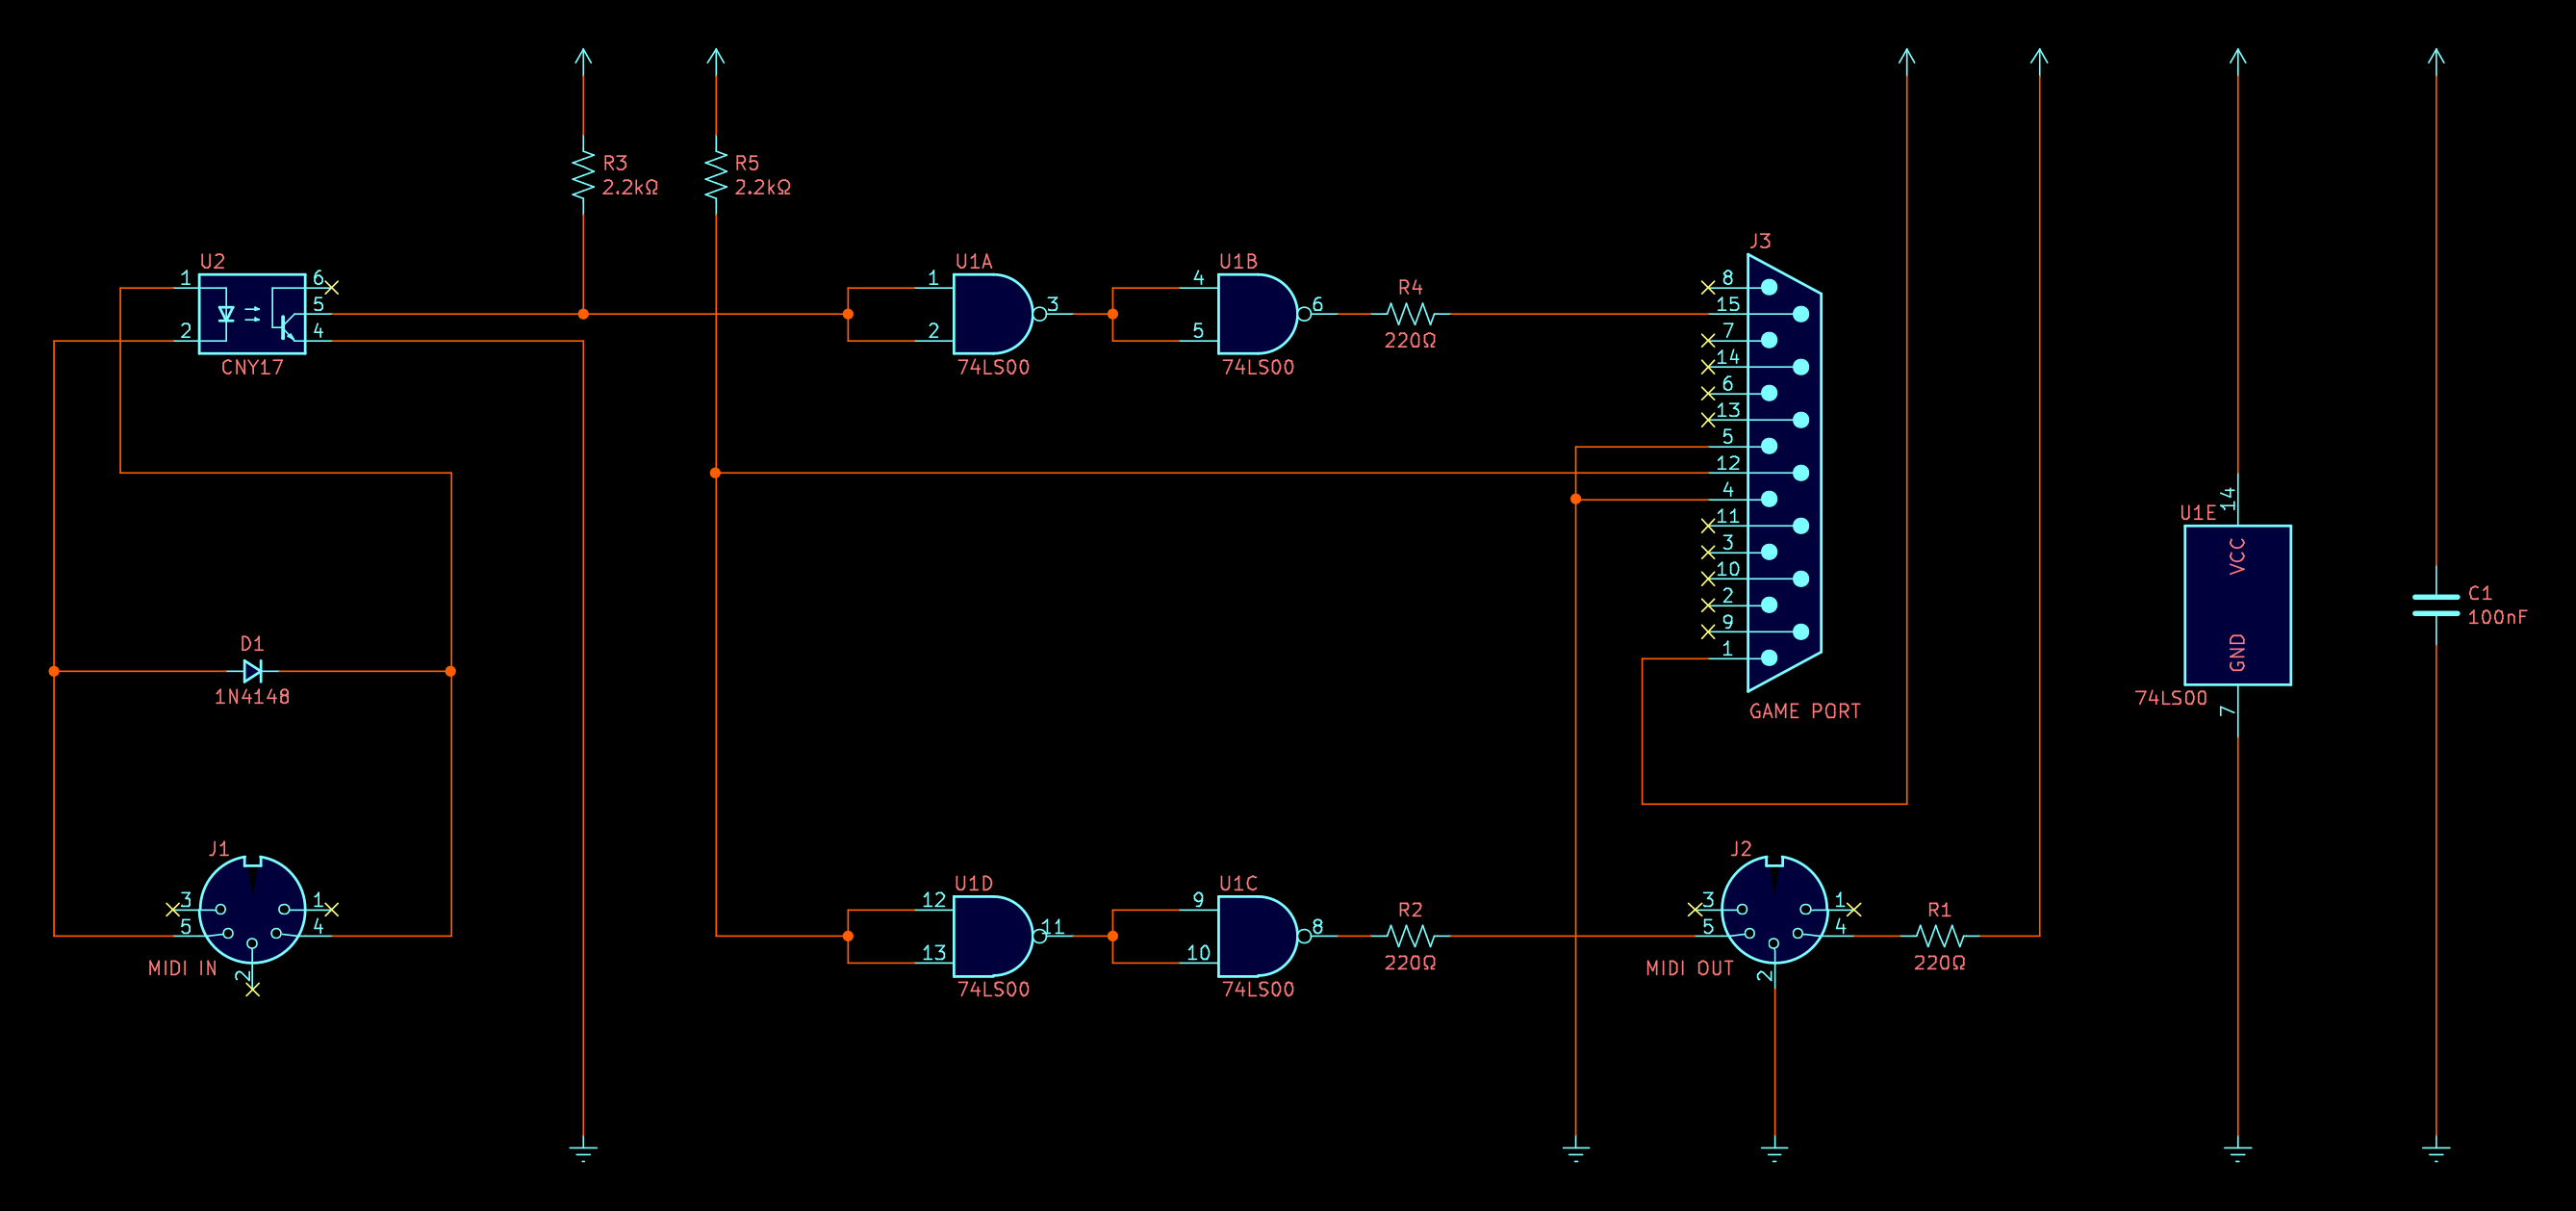 R3
2.2kΩ
R5
2.2kΩ
U2
1
2
6
5
4
CNY17
U1A
1
2
3
74LS00
U1B
4
5
6
74LS00
R4
220Ω
J3
8
15
7
14
6
13
5
12
4
11
3
10
2
9
1
GAME PORT
U1E
14
VCC
GND
74LS00
7
C1
100nF
D1
1N4148
J1
3
1
5
4
2
MIDI IN
U1D
12
13
11
74LS00
U1C
9
10
8
74LS00
R2
220Ω
J2
3
1
5
4
2
MIDI OUT
R1
220Ω